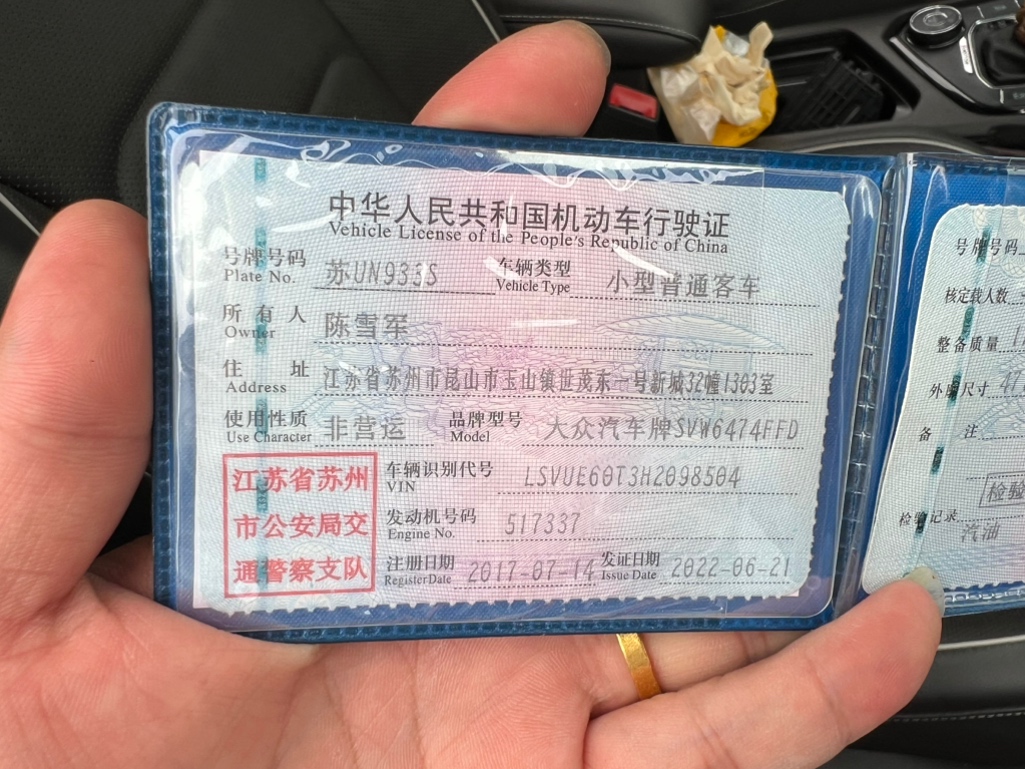 中华人民共和国机动车行驶证
Vehicle License of the People's Republic of China
号牌号码 苏UN933S 车辆类型 小型普通客车
Plate No. Vehicle Type
所有人 陈雪军
Owner
住址 江苏省苏州市昆山市玉山镇世茂东一号新城32幢1303室
Address
使用性质 非营运 品牌型号 大众汽车牌SVW6474FFD
Use Character Model
江苏省苏州
市公安局交
通警察支队
车辆识别代号 LSVUE60T3H2098504
VIN
发动机号码 517337
Engine No.
注册日期 2017-07-14 发证日期 2022-06-21
Register Date Issue Date
号牌号码
核定载人数
整备质量
外廓尺寸 47
备注
检验
检验记录
汽油